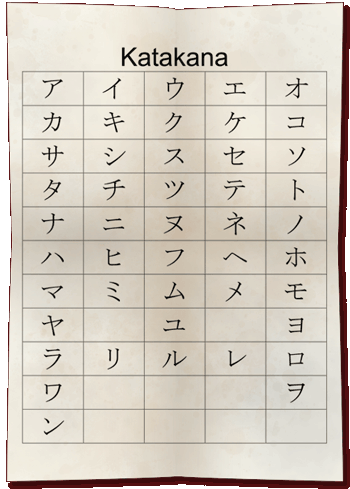 Katakana
ア イ ウ エ オ
カ キ ク ケ コ
サ シ ス セ ソ
タ チ ツ テ ト
ナ ニ ヌ ネ ノ
ハ ヒ フ ヘ ホ
マ ミ ム メ モ
ヤ ユ ヨ
ラ リ ル レ ロ
ワ ヲ
ン